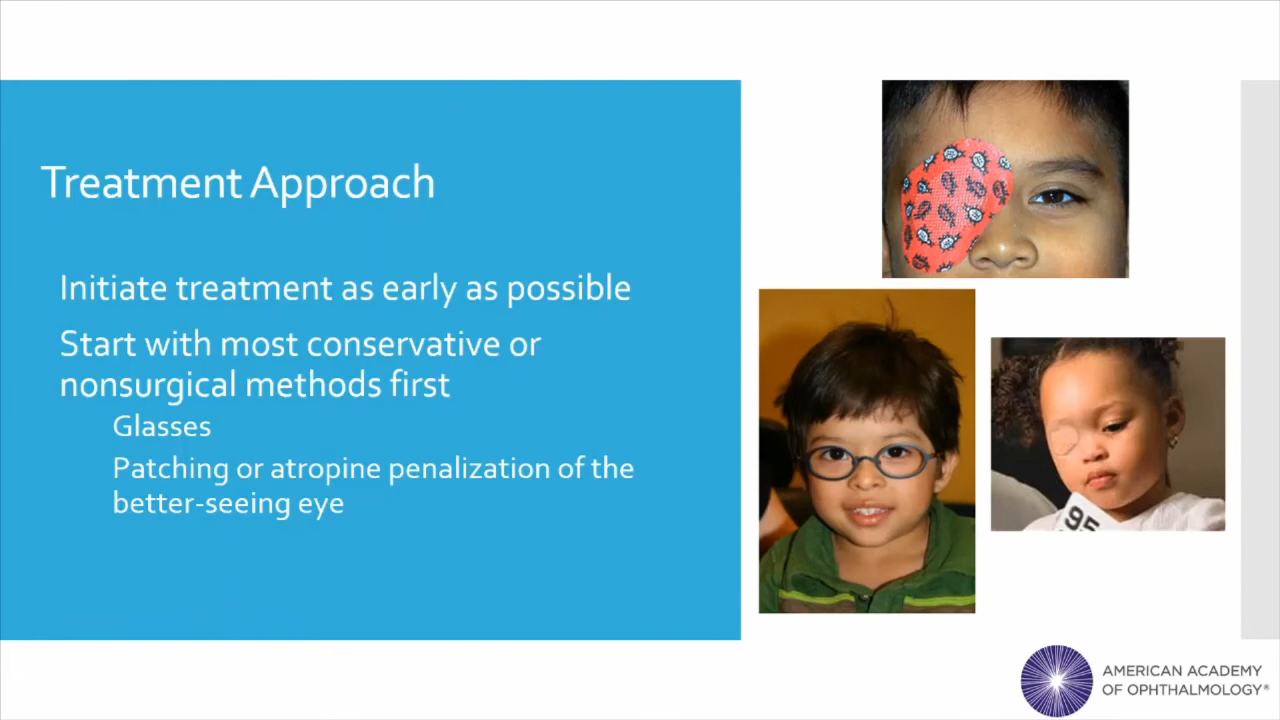 Treatment Approach
Initiate treatment as early as possible
Start with most conservative or
nonsurgical methods first
Glasses
Patching or atropine penalization of the
better-seeing eye
95
AMERICAN ACADEMY
OF OPHTHALMOLOGY®